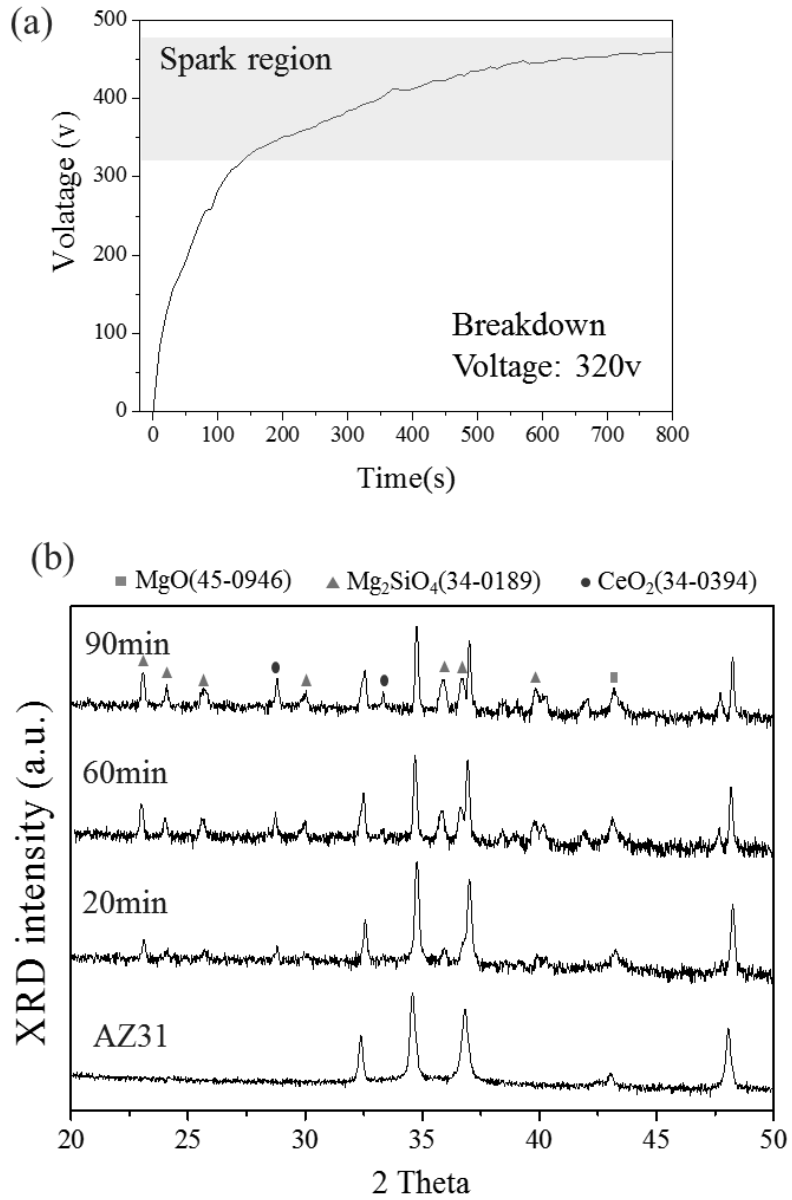 (a)
500
400
300
200
100
0
Volatage (v)
Spark region
Breakdown
Voltage: 320v
0 100 200 300 400 500 600 700 800
Time(s)
(b)
MgO(45-0946) Mg₂SiO₄(34-0189) CeO₂(34-0394)
90min
60min
20min
AZ31
XRD intensity (a.u.)
20 25 30 35 40 45 50
2 Theta